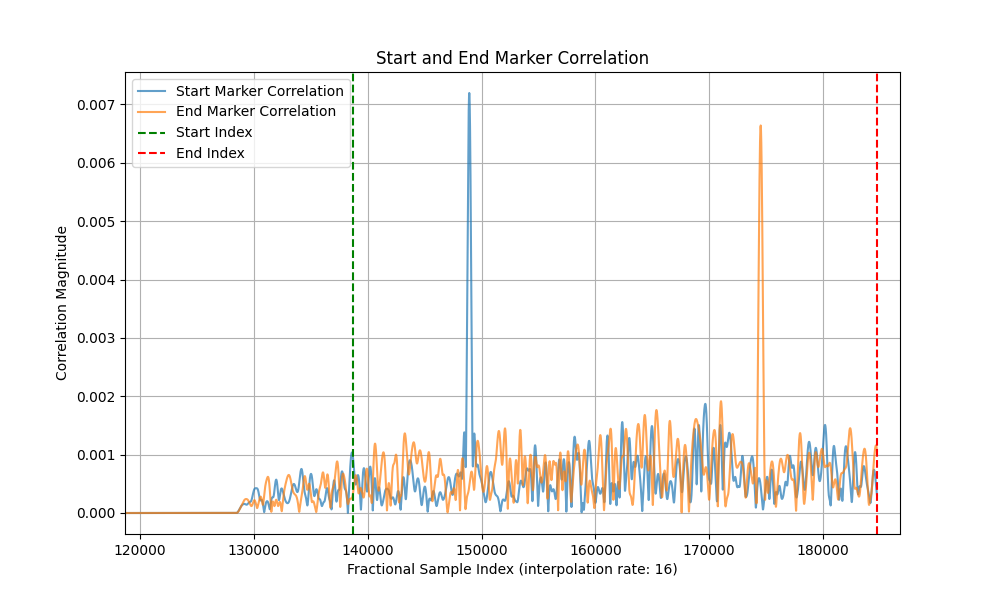 Start and End Marker Correlation
Start Marker Correlation
End Marker Correlation
Start Index
End Index
Correlation Magnitude
0.007
0.006
0.005
0.004
0.003
0.002
0.001
0.000
120000 130000 140000 150000 160000 170000 180000
Fractional Sample Index (interpolation rate: 16)